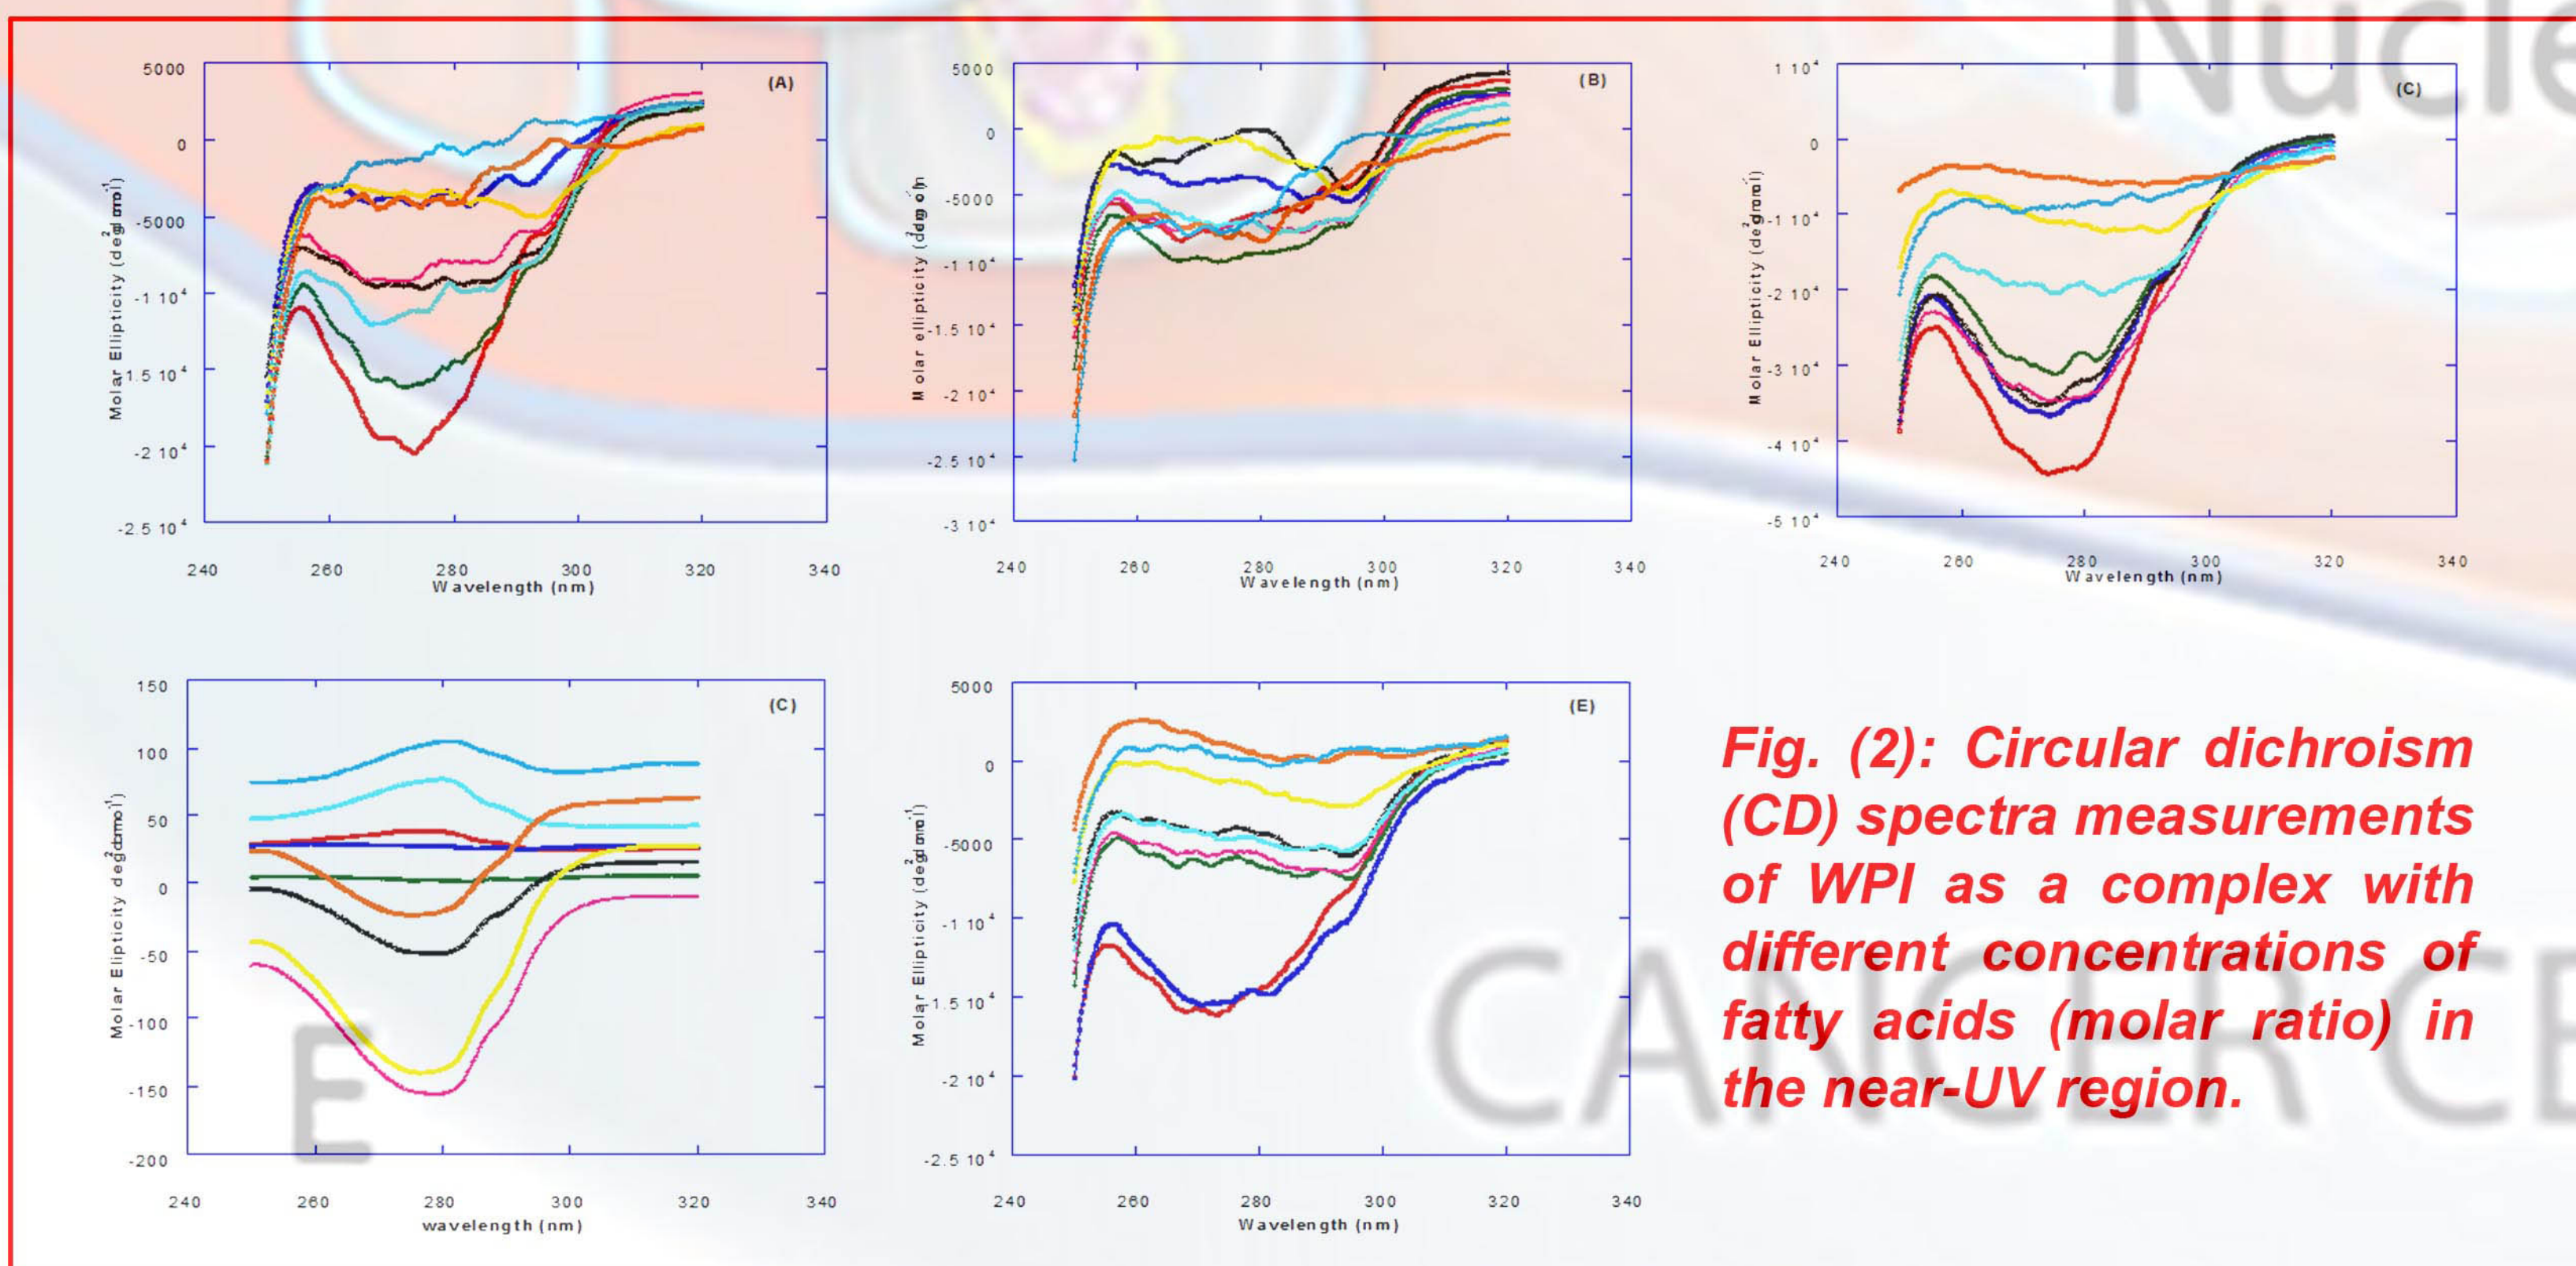 Nucle
5000
0
-5000
-1 10⁴
-1.5 10⁴
-2 10⁴
-2.5 10⁴
240 260 280 300 320 340
Wavelength (nm)
(A)
5000
0
-5000
-1 10⁴
-1.5 10⁴
-2 10⁴
-2.5 10⁴
-3 10⁴
240 260 280 300 320 340
Wavelength (nm)
(B)
1 10⁴
0
-1 10⁴
-2 10⁴
-3 10⁴
-4 10⁴
-5 10⁴
240 260 280 300 320 340
Wavelength (nm)
(C)
150
100
50
0
-50
-100
-150
-200
240 260 280 300 320 340
wavelength (nm)
(C)
5000
0
-5000
-1 10⁴
-1.5 10⁴
-2 10⁴
-2.5 10⁴
240 260 280 300 320 340
Wavelength (nm)
(E)
Molar Ellipticity
Molar ellipticity
Molar Ellipticity
Molar Ellipticity
Molar Ellipticity
Fig. (2): Circular dichroism
(CD) spectra measurements
of WPI as a complex with
different concentrations of
fatty acids (molar ratio) in
the near-UV region.
E
CANCER CE